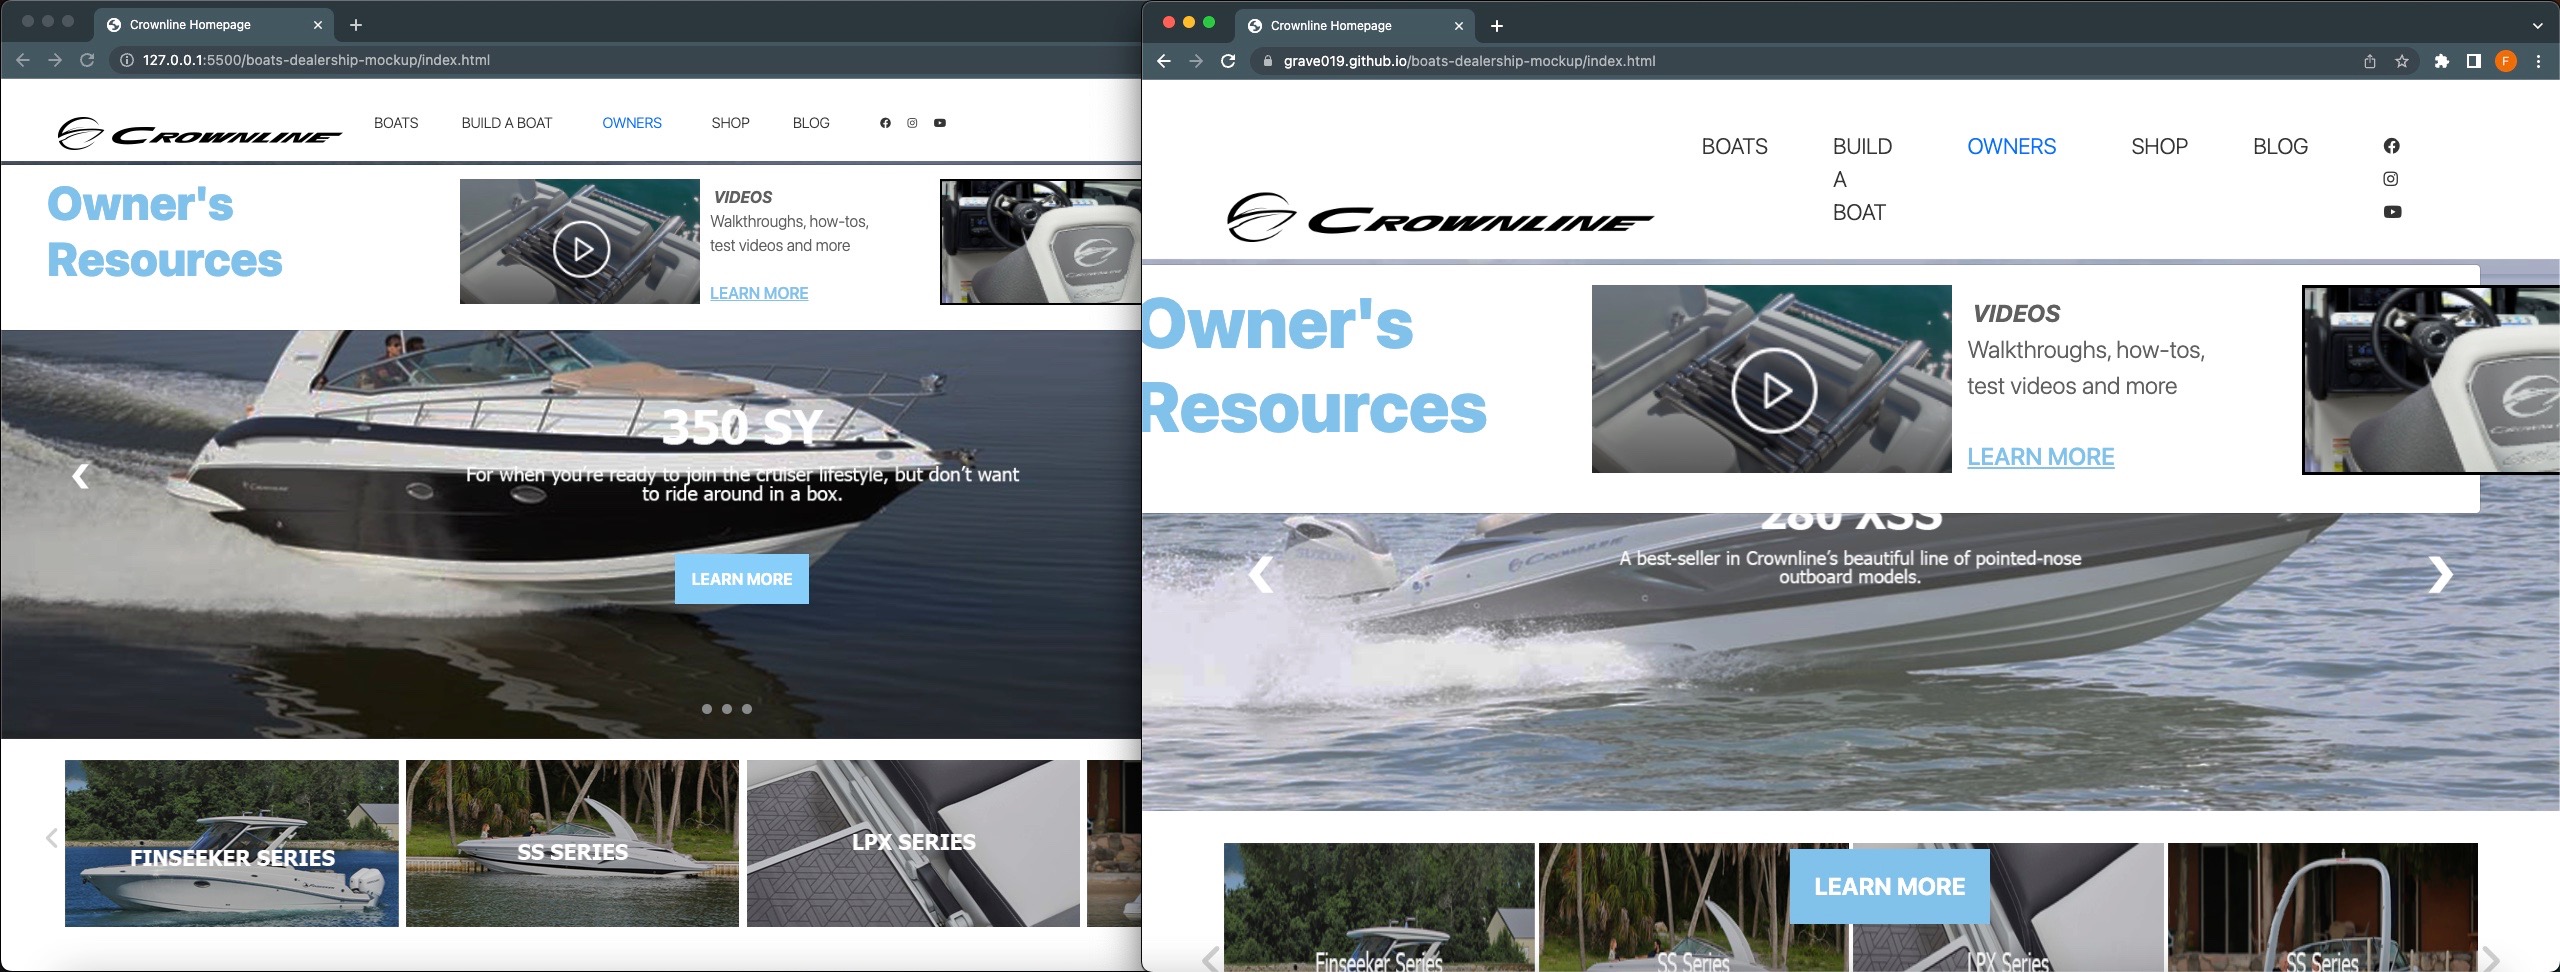 Crownline Homepage
127.0.0.1:5500/boats-dealership-mockup/index.html
CROWNLINE
BOATS
BUILD A BOAT
OWNERS
SHOP
BLOG
Owner's
Resources
VIDEOS
Walkthroughs, how-tos,
test videos and more
LEARN MORE
350 SY
For when you're ready to join the cruiser lifestyle, but don't want
to ride around in a box.
LEARN MORE
FINSEEKER SERIES
SS SERIES
LPX SERIES
Crownline Homepage
grave019.github.io/boats-dealership-mockup/index.html
F
CROWNLINE
BOATS
BUILD
A
BOAT
OWNERS
SHOP
BLOG
Owner's
Resources
VIDEOS
Walkthroughs, how-tos,
test videos and more
LEARN MORE
280 XSS
SUZUKI
CROWNLINE
A best-seller in Crownline's beautiful line of pointed-nose
outboard models.
LEARN MORE
Finseeker Series
SS Series
LPX Series
SS Series